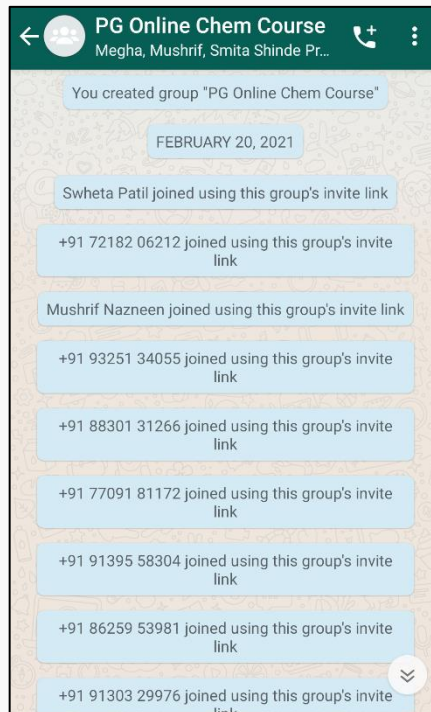 PG Online Chem Course
Megha, Mushrif, Smita Shinde Pr...
You created group "PG Online Chem Course"
FEBRUARY 20, 2021
Swheta Patil joined using this group's invite link
+91 72182 06212 joined using this group's invite
link
Mushrif Nazneen joined using this group's invite link
+91 93251 34055 joined using this group's invite
link
+91 88301 31266 joined using this group's invite
link
+91 77091 81172 joined using this group's invite
link
+91 91395 58304 joined using this group's invite
link
+91 86259 53981 joined using this group's invite
link
+91 91303 29976 joined using this group's invite
link